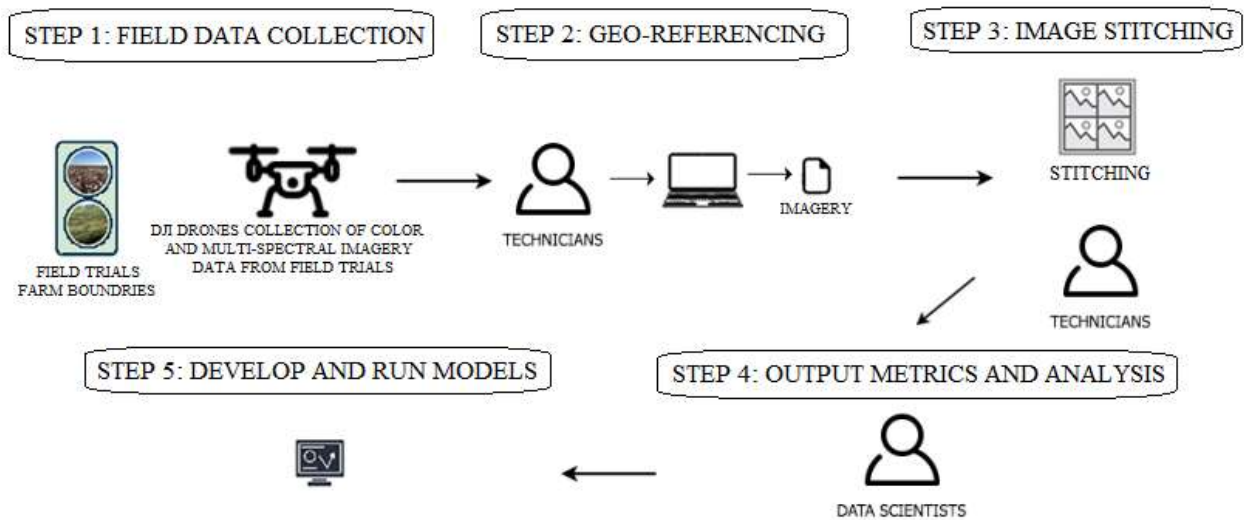 STEP 1: FIELD DATA COLLECTION
STEP 2: GEO-REFERENCING
STEP 3: IMAGE STITCHING
FIELD TRIALS
FARM BOUNDRIES
DJI DRONES COLLECTION OF COLOR
AND MULTI-SPECTRAL IMAGERY
DATA FROM FIELD TRIALS
TECHNICIANS
IMAGERY
STITCHING
TECHNICIANS
STEP 5: DEVELOP AND RUN MODELS
STEP 4: OUTPUT METRICS AND ANALYSIS
DATA SCIENTISTS